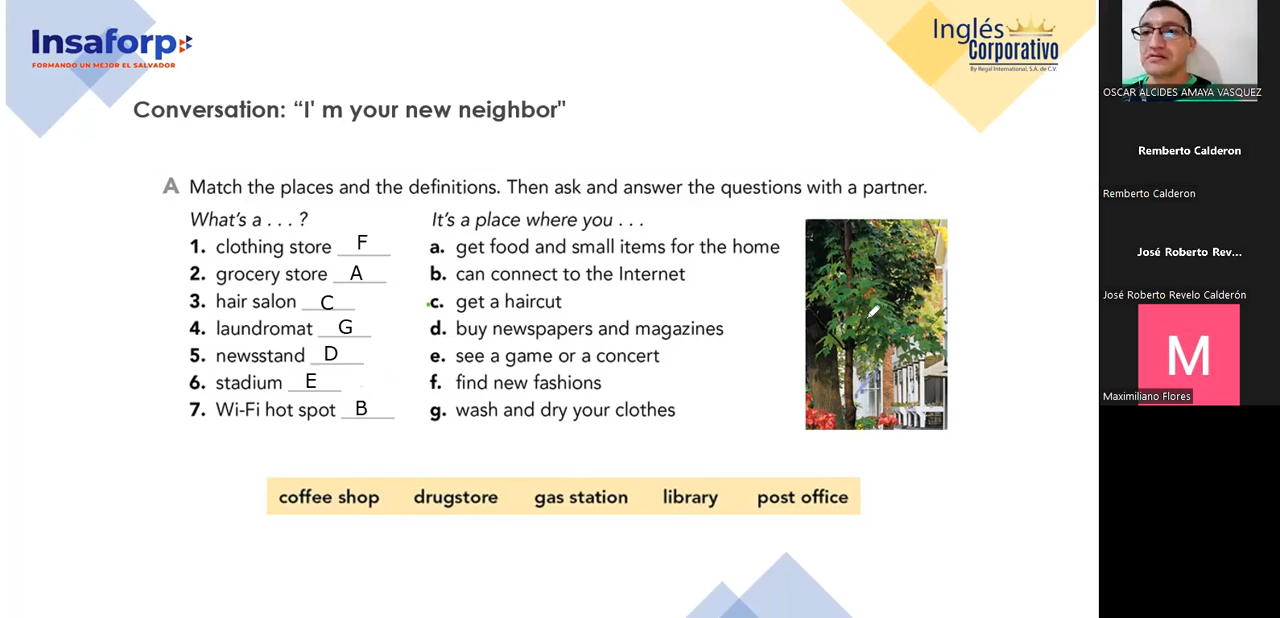 Insaforp
FORMANDO UN MEJOR EL SALVADOR
Inglés
Corporativo
By Regal International, S.A. de C.V.
Conversation: “I' m your new neighbor"
A Match the places and the definitions. Then ask and answer the questions with a partner.
What's a . . . ?
1. clothing store F
2. grocery store A
3. hair salon C
4. laundromat G
5. newsstand D
6. stadium E
7. Wi-Fi hot spot B
It's a place where you . . .
a. get food and small items for the home
b. can connect to the Internet
c. get a haircut
d. buy newspapers and magazines
e. see a game or a concert
f. find new fashions
g. wash and dry your clothes
coffee shop drugstore gas station library post office
OSCAR ALCIDES AMAYA VASQUEZ
Remberto Calderon
Remberto Calderon
José Roberto Rev...
José Roberto Revelo Calderón
M
Maximiliano Flores